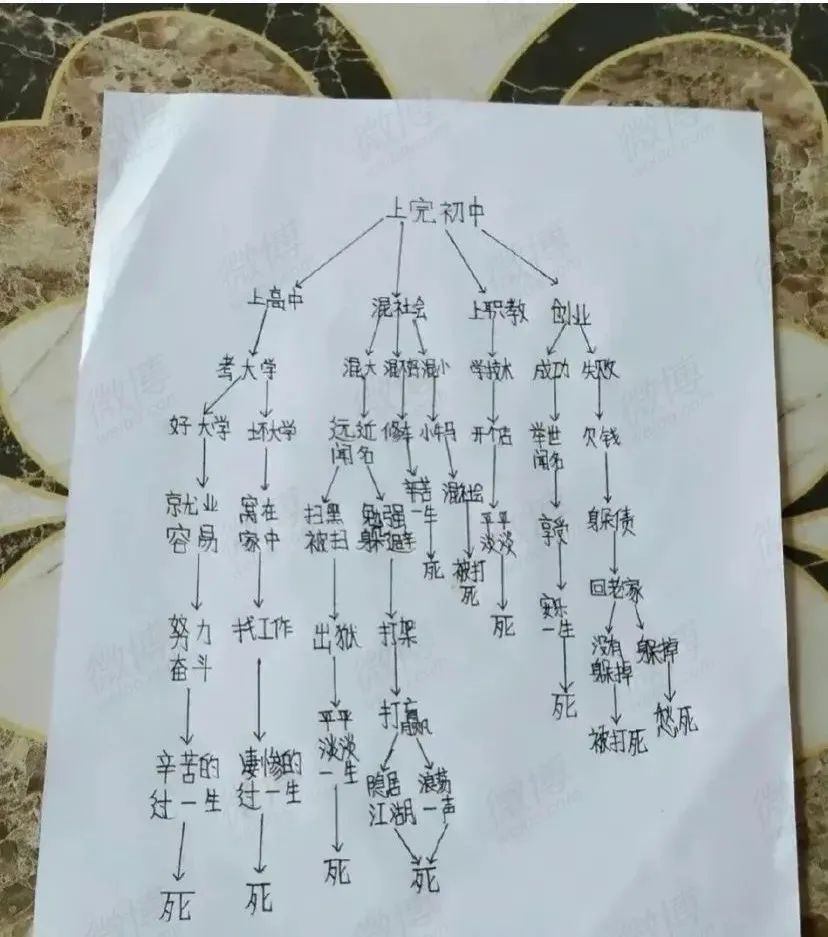 上完初中
上高中 混社会 上职教 创业
考大学 混大 混不好 混小 学技术 成功 失败
好大学 坏大学 远近 修车 小牛马 开个店 举世 欠钱
闻名 闻名
就业 窝在 扫黑 勉强 辛苦 混社会 平平 享受 躲债
容易 家中 被扫 躲避 一生 淡淡
死 被打 回老家
死
努力 找工作 出狱 打架 死 安乐 没有 躲掉
奋斗 一生 躲掉
平平 打赢 死 被打死 愁死
淡淡
一生
辛苦的 凄惨的 隐居 浪荡
过一生 过一生 江湖 一声
死 死 死 死
微博
weibo.com